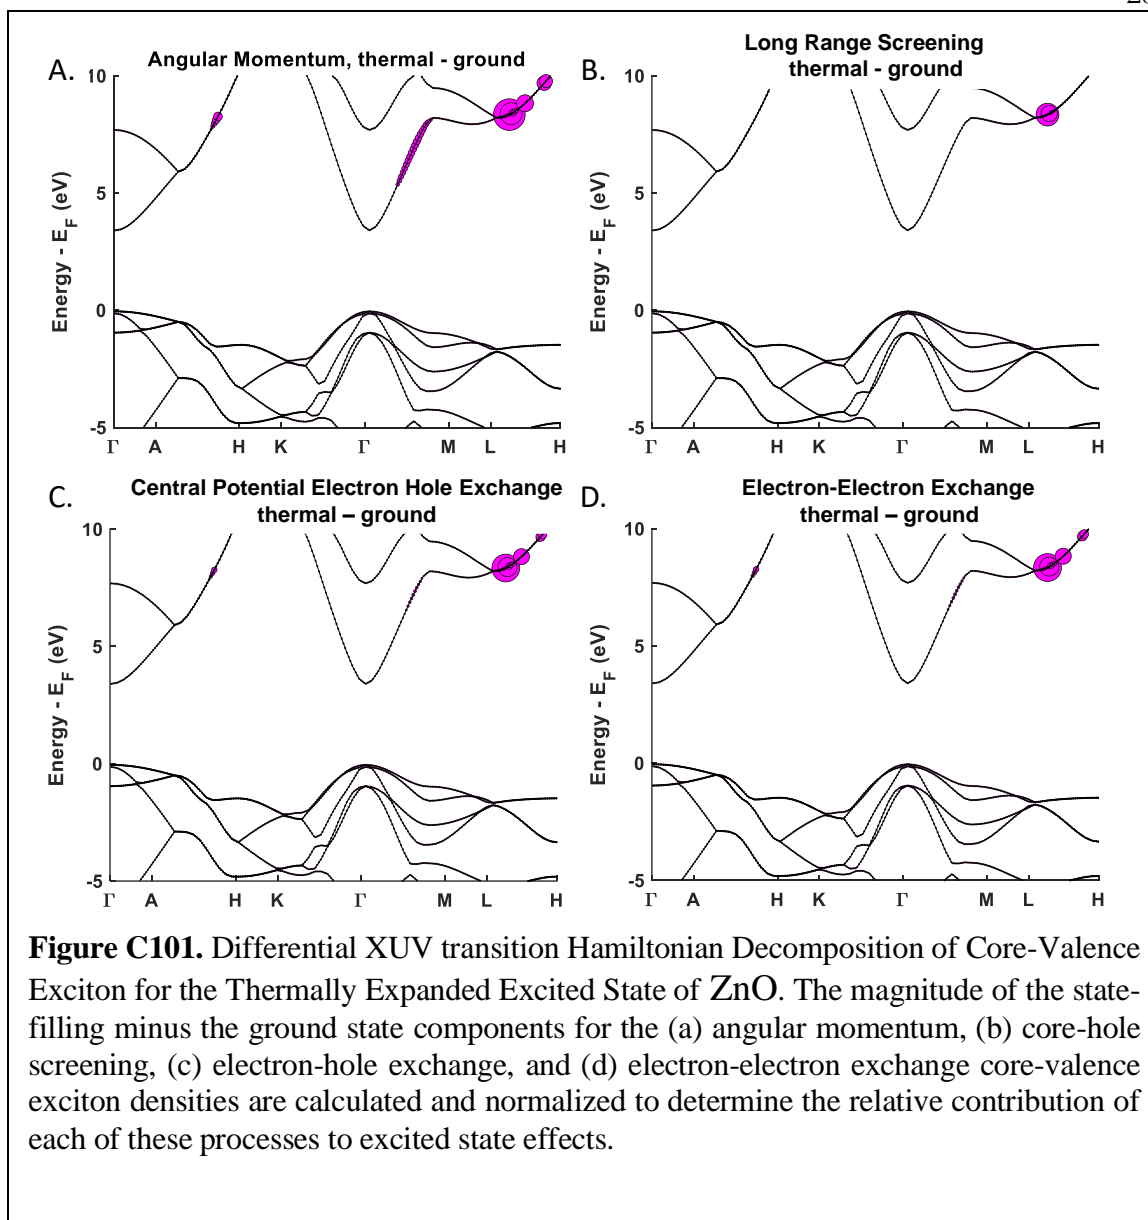 A.
Angular Momentum, thermal - ground
10
5
0
-5
Energy - E_F (eV)
Γ A H K Γ M L H
B.
Long Range Screening
thermal - ground
10
5
0
-5
Energy - E_F (eV)
Γ A H K Γ M L H
C.
Central Potential Electron Hole Exchange
thermal – ground
10
5
0
-5
Energy - E_F (eV)
Γ A H K Γ M L H
D.
Electron-Electron Exchange
thermal – ground
10
5
0
-5
Energy - E_F (eV)
Γ A H K Γ M L H
Figure C101. Differential XUV transition Hamiltonian Decomposition of Core-Valence
Exciton for the Thermally Expanded Excited State of ZnO. The magnitude of the state-
filling minus the ground state components for the (a) angular momentum, (b) core-hole
screening, (c) electron-hole exchange, and (d) electron-electron exchange core-valence
exciton densities are calculated and normalized to determine the relative contribution of
each of these processes to excited state effects.